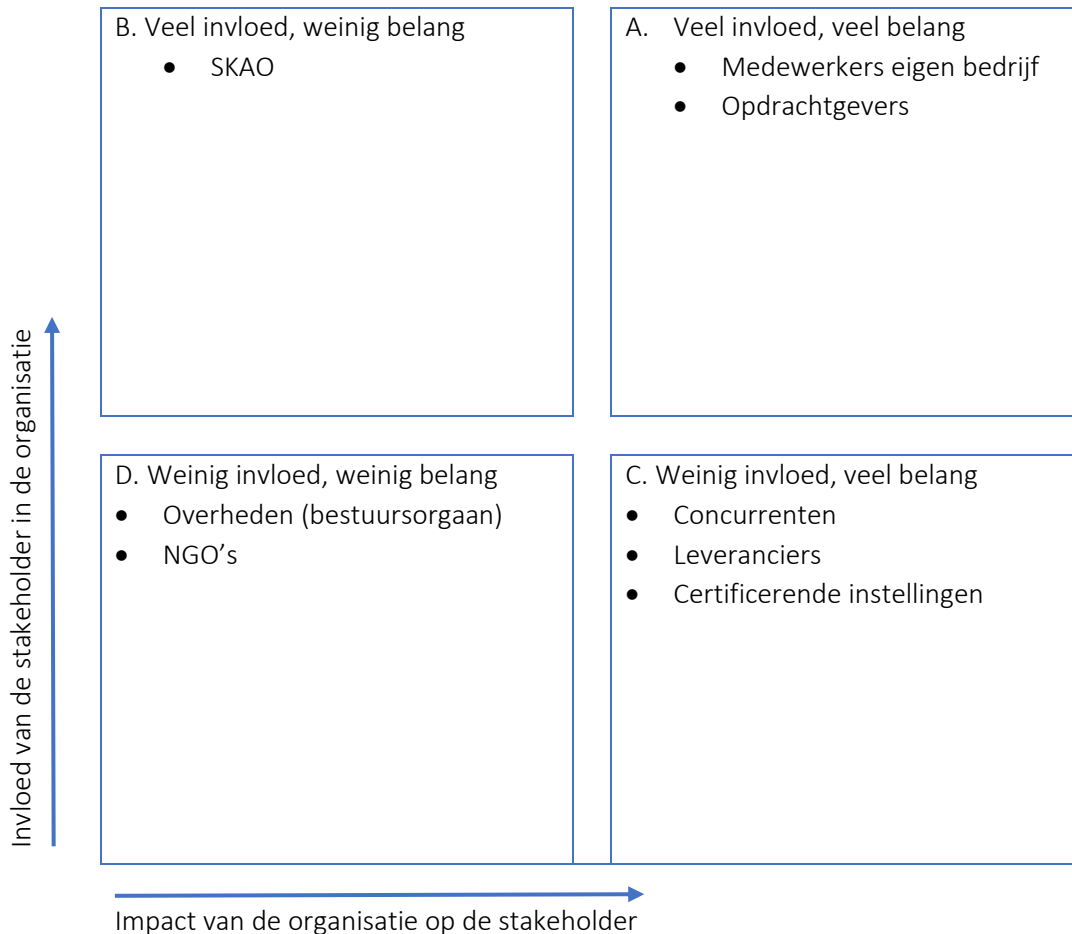 B. Veel invloed, weinig belang
• SKAO
A. Veel invloed, veel belang
• Medewerkers eigen bedrijf
• Opdrachtgevers
D. Weinig invloed, weinig belang
• Overheden (bestuursorgaan)
• NGO’s
C. Weinig invloed, veel belang
• Concurrenten
• Leveranciers
• Certificerende instellingen
Invloed van de stakeholder in de organisatie
Impact van de organisatie op de stakeholder